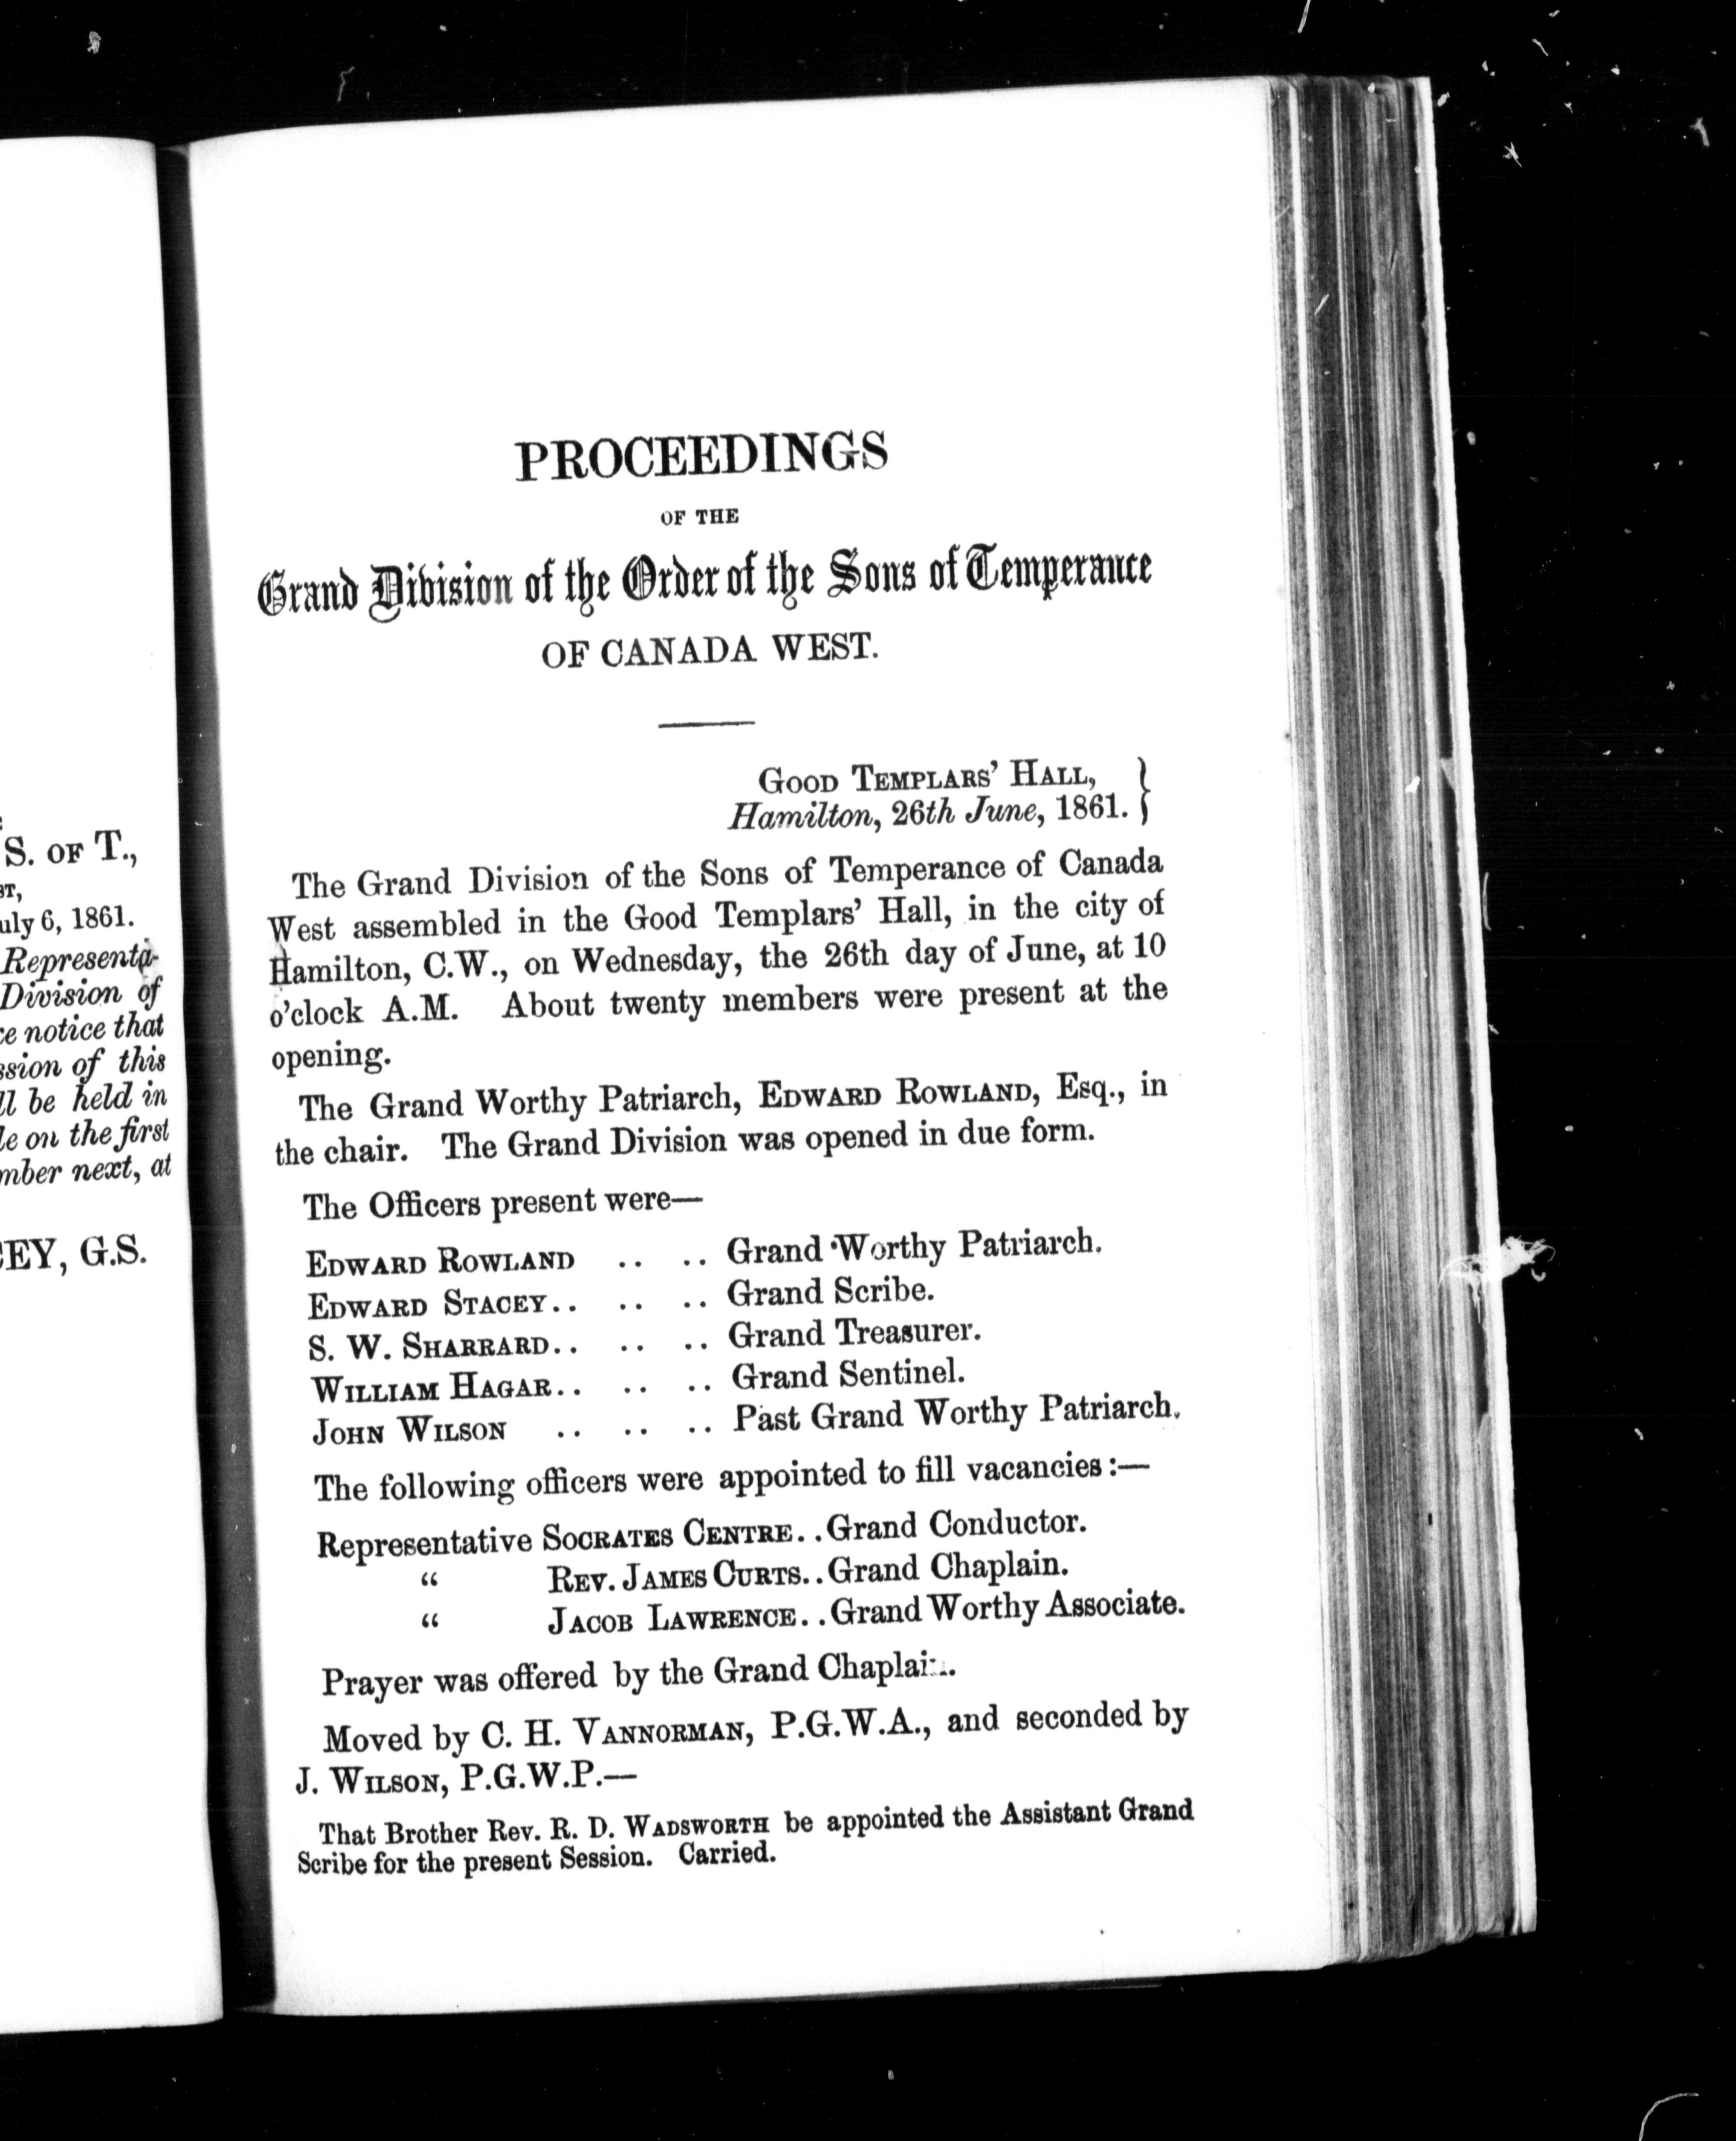 S. OF T.,
uly 6, 1861.
Representa-
Division of
notice that
of this
be held in
on the first
next, at
EY, G.S.
PROCEEDINGS
OF THE
Grand Division of the Order of the Sons of Temperance
OF CANADA WEST.
GOOD TEMPLARS' HALL, }
Hamilton, 26th June, 1861.
The Grand Division of the Sons of Temperance of Canada
West assembled in the Good Templars' Hall, in the city of
Hamilton, C.W., on Wednesday, the 26th day of June, at 10
o'clock A.M. About twenty members were present at the
opening.
The Grand Worthy Patriarch, EDWARD ROWLAND, Esq., in
the chair. The Grand Division was opened in due form.
The Officers present were—
EDWARD ROWLAND .. .. Grand Worthy Patriarch.
EDWARD STACEY.. .. .. Grand Scribe.
S. W. SHARRARD.. .. .. Grand Treasurer.
WILLIAM HAGAR.. .. .. Grand Sentinel.
JOHN WILSON .. .. .. Past Grand Worthy Patriarch.
The following officers were appointed to fill vacancies:—
Representative SOCRATES CENTRE..Grand Conductor.
“ REV. JAMES CURTS..Grand Chaplain.
“ JACOB LAWRENCE..Grand Worthy Associate.
Prayer was offered by the Grand Chaplain.
Moved by C. H. VANNORMAN, P.G.W.A., and seconded by
J. WILSON, P.G.W.P.—
That Brother Rev. R. D. WADSWORTH be appointed the Assistant Grand
Scribe for the present Session. Carried.